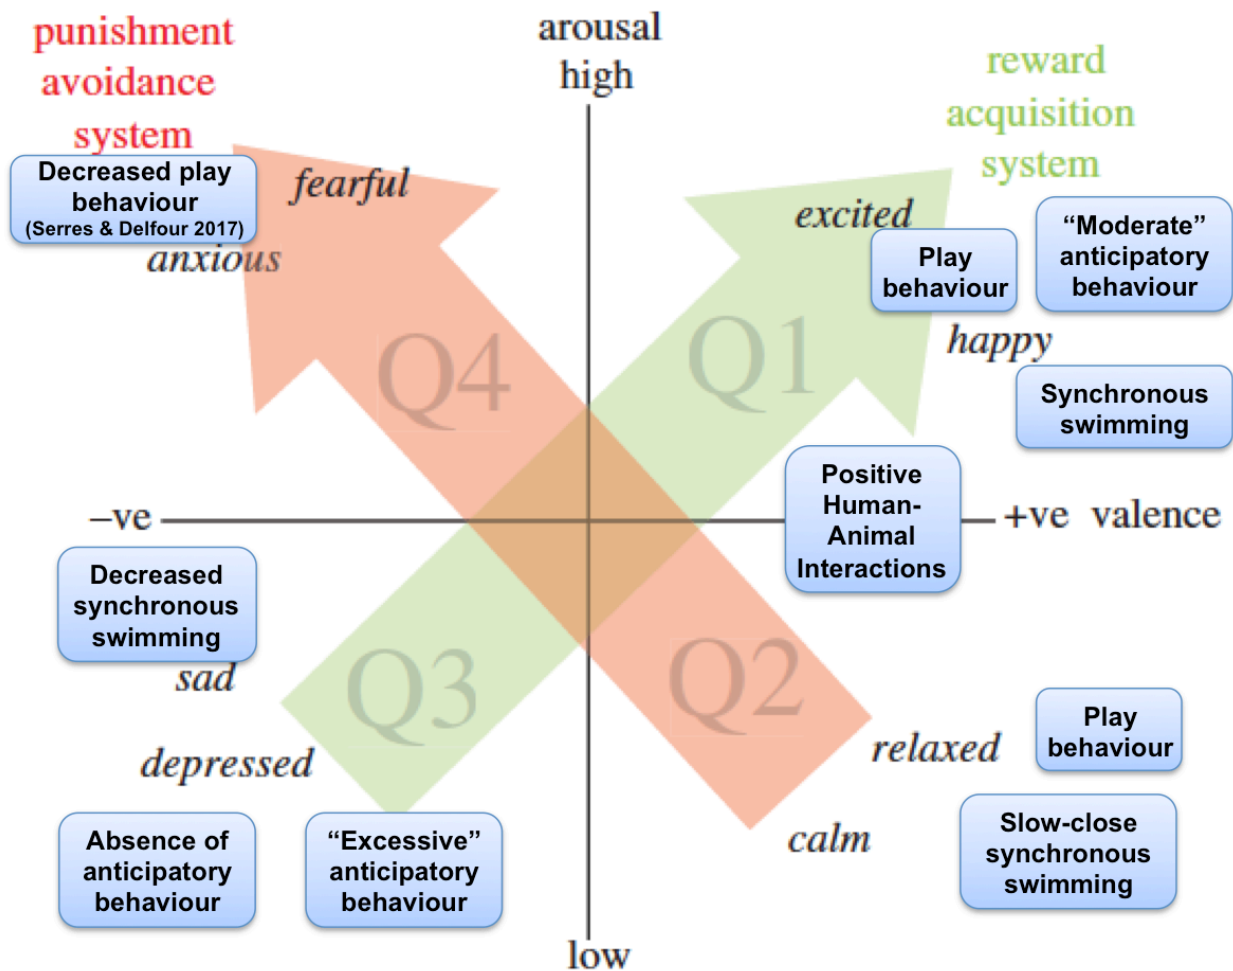 punishment
avoidance
system
arousal
high
reward
acquisition
system
Decreased play
behaviour
(Serres & Delfour 2017)
fearful
anxious
excited
Play
behaviour
“Moderate”
anticipatory
behaviour
happy
Q4
Q1
Synchronous
swimming
Positive
Human-
Animal
Interactions
–ve
+ve valence
Decreased
synchronous
swimming
sad
Q3
Q2
depressed
relaxed
Play
behaviour
calm
Absence of
anticipatory
behaviour
“Excessive”
anticipatory
behaviour
Slow-close
synchronous
swimming
low